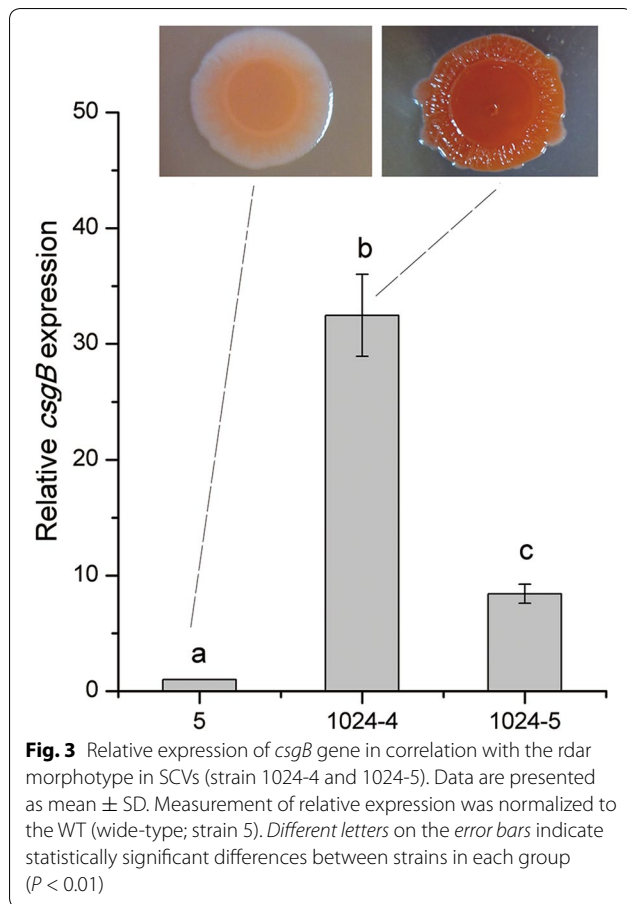 50
40
30
20
10
0
Relative csgB expression
a
b
c
5 1024-4 1024-5
Fig. 3 Relative expression of csgB gene in correlation with the rdar
morphotype in SCVs (strain 1024-4 and 1024-5). Data are presented
as mean ± SD. Measurement of relative expression was normalized to
the WT (wide-type; strain 5). Different letters on the error bars indicate
statistically significant differences between strains in each group
(P < 0.01)